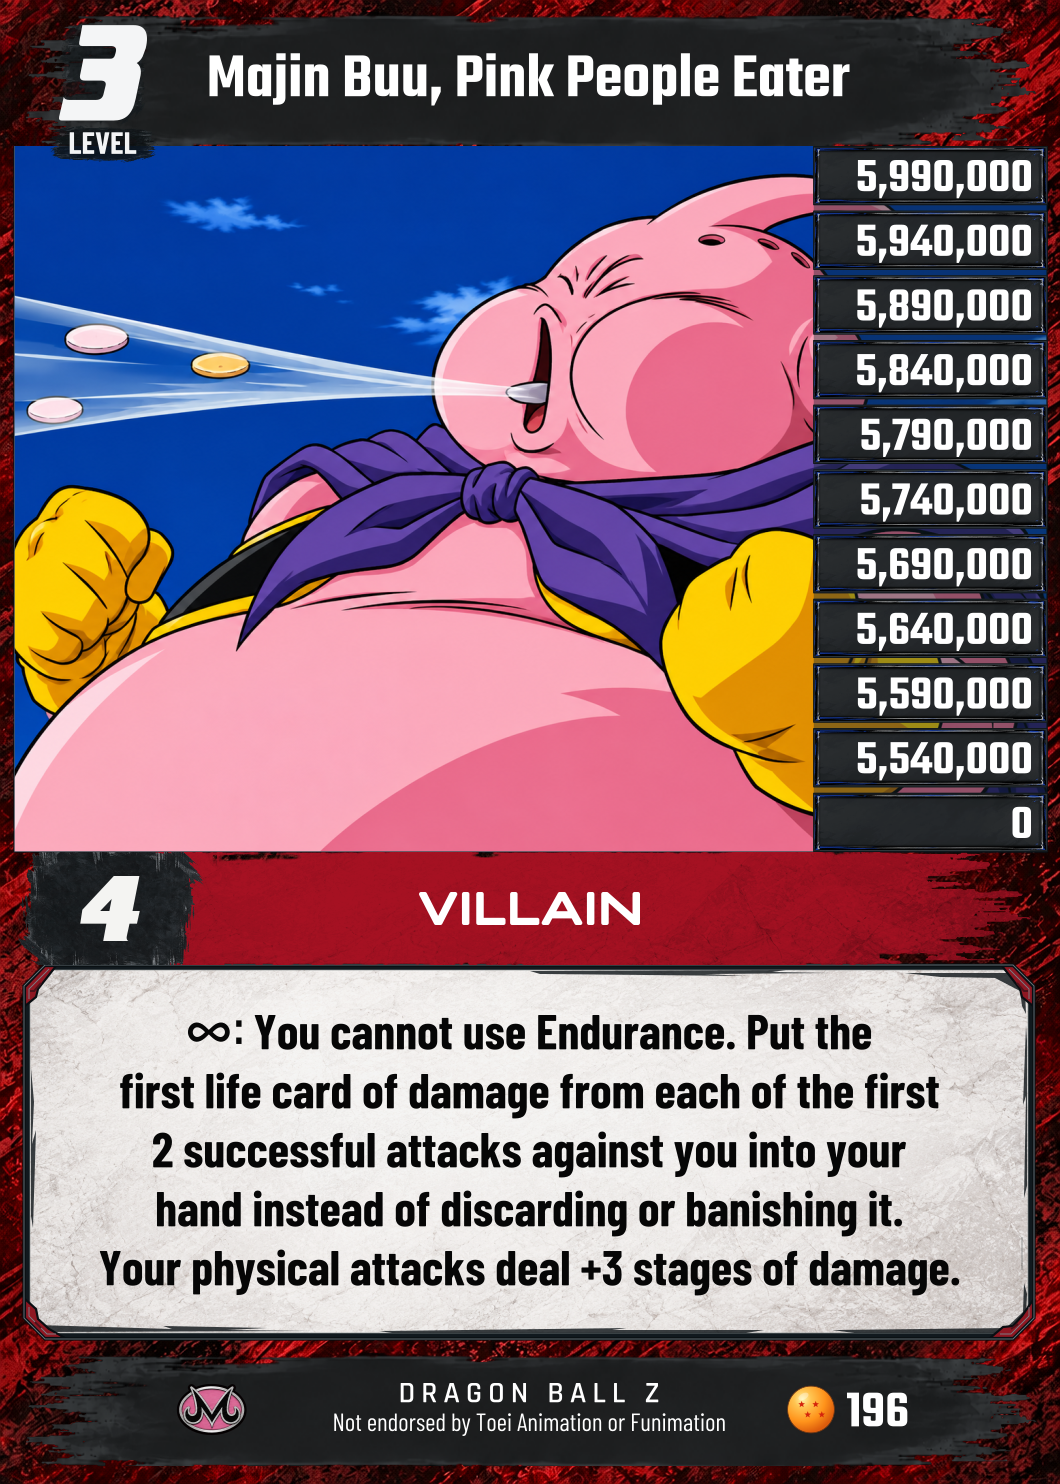 3
LEVEL
Majin Buu, Pink People Eater
5,990,000
5,940,000
5,890,000
5,840,000
5,790,000
5,740,000
5,690,000
5,640,000
5,590,000
5,540,000
0
4
VILLAIN
∞: You cannot use Endurance. Put the
first life card of damage from each of the first
2 successful attacks against you into your
hand instead of discarding or banishing it.
Your physical attacks deal +3 stages of damage.
M
DRAGON BALL Z
Not endorsed by Toei Animation or Funimation
196